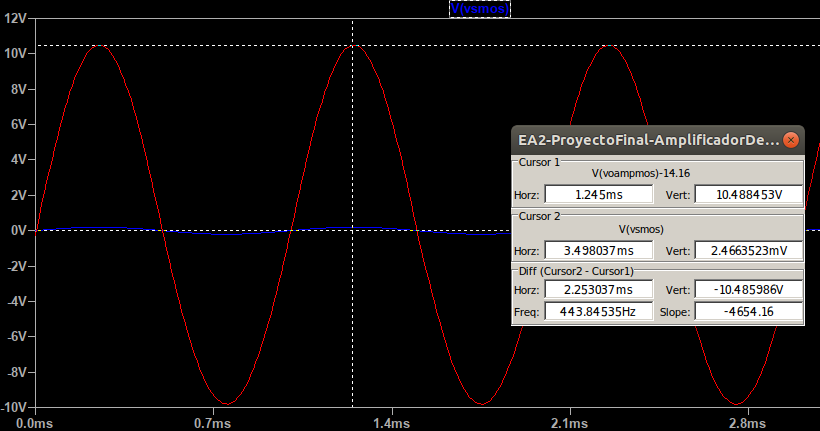 V(vsmos)
12V
10V
8V
6V
4V
2V
0V
-2V
-4V
-6V
-8V
-10V
0.0ms 0.7ms 1.4ms 2.1ms 2.8ms
EA2-ProyectoFinal-AmplificadorDe...
Cursor 1
V(voampmos)-14.16
Horz: 1.245ms Vert: 10.488453V
Cursor 2
V(vsmos)
Horz: 3.498037ms Vert: 2.4663523mV
Diff (Cursor2 - Cursor1)
Horz: 2.253037ms Vert: -10.485986V
Freq: 443.84535Hz Slope: -4654.16